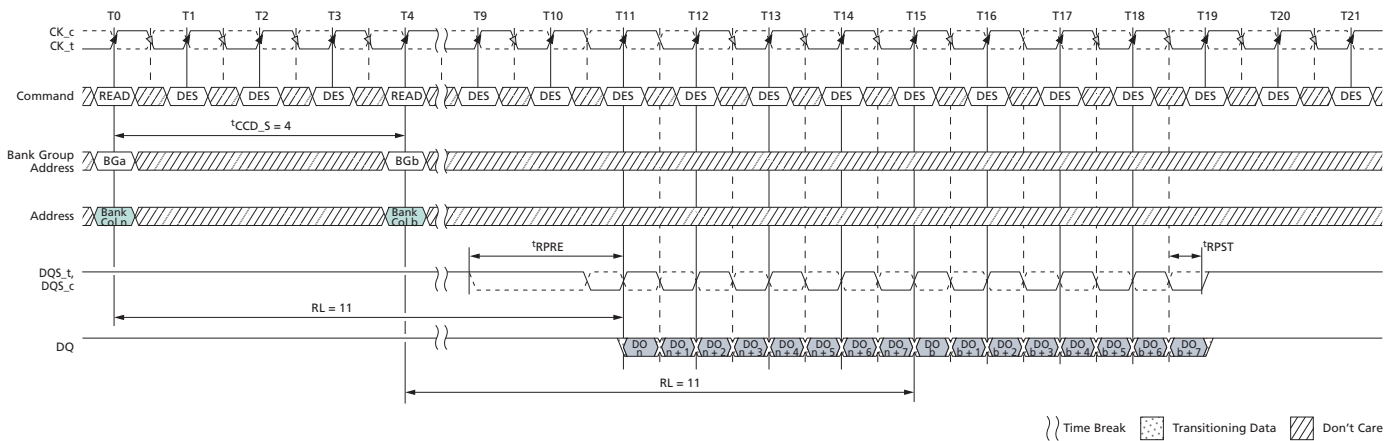 T0 T1 T2 T3 T4 T9 T10 T11 T12 T13 T14 T15 T16 T17 T18 T19 T20 T21
CK_c
CK_t
Command READ DES DES DES READ DES DES DES DES DES DES DES DES DES DES DES DES DES
tCCD_S = 4
Bank Group
Address BGa BGb
Address Bank
Col n Bank
Col b
tRPRE tRPST
DQS_t,
DQS_c
RL = 11
DQ DO
n DO
n + 1 DO
n + 2 DO
n + 3 DO
n + 4 DO
n + 5 DO
n + 6 DO
n + 7 DO
b DO
b + 1 DO
b + 2 DO
b + 3 DO
b + 4 DO
b + 5 DO
b + 6 DO
b + 7
RL = 11
Time Break Transitioning Data Don't Care